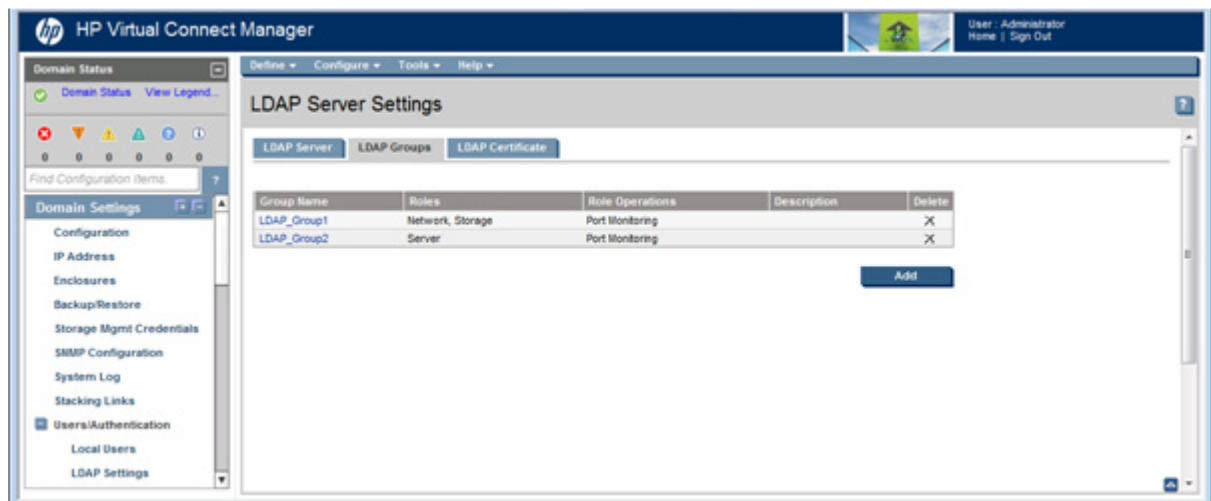 hp HP Virtual Connect Manager
User : Administrator
Home | Sign Out
Domain Status
Domain Status View Legend...
0 0 0 0 0 0
Find Configuration Items
?
Domain Settings
Configuration
IP Address
Enclosures
Backup/Restore
Storage Mgmt Credentials
SNMP Configuration
System Log
Stacking Links
Users/Authentication
Local Users
LDAP Settings
Define Configure Tools Help
LDAP Server Settings
?
LDAP Server LDAP Groups LDAP Certificate
Group Name Roles Role Operations Description Delete
LDAP_Group1 Network, Storage Port Monitoring X
LDAP_Group2 Server Port Monitoring X
Add